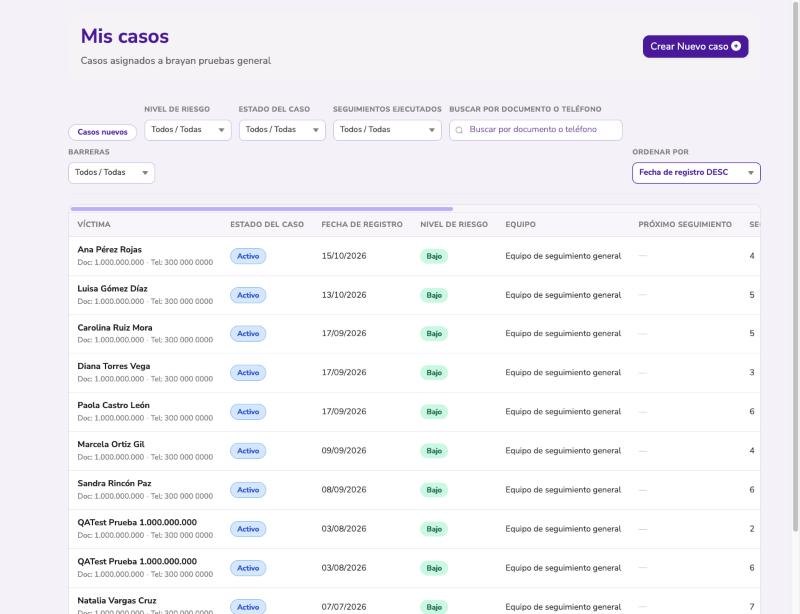 Mis casos
Casos asignados a brayan pruebas general
Crear Nuevo caso
Casos nuevos
NIVEL DE RIESGO
Todos / Todas
ESTADO DEL CASO
Todos / Todas
SEGUIMIENTOS EJECUTADOS
Todos / Todas
BUSCAR POR DOCUMENTO O TELÉFONO
Buscar por documento o teléfono
BARRERAS
Todos / Todas
ORDENAR POR
Fecha de registro DESC
VÍCTIMA ESTADO DEL CASO FECHA DE REGISTRO NIVEL DE RIESGO EQUIPO PRÓXIMO SEGUIMIENTO
Ana Pérez Rojas
Doc: 1.000.000.000 · Tel: 300 000 0000
Activo 15/10/2026 Bajo Equipo de seguimiento general — 4
Luisa Gómez Díaz
Doc: 1.000.000.000 · Tel: 300 000 0000
Activo 13/10/2026 Bajo Equipo de seguimiento general — 5
Carolina Ruiz Mora
Doc: 1.000.000.000 · Tel: 300 000 0000
Activo 17/09/2026 Bajo Equipo de seguimiento general — 5
Diana Torres Vega
Doc: 1.000.000.000 · Tel: 300 000 0000
Activo 17/09/2026 Bajo Equipo de seguimiento general — 3
Paola Castro León
Doc: 1.000.000.000 · Tel: 300 000 0000
Activo 17/09/2026 Bajo Equipo de seguimiento general — 6
Marcela Ortiz Gil
Doc: 1.000.000.000 · Tel: 300 000 0000
Activo 09/09/2026 Bajo Equipo de seguimiento general — 4
Sandra Rincón Paz
Doc: 1.000.000.000 · Tel: 300 000 0000
Activo 08/09/2026 Bajo Equipo de seguimiento general — 6
QATest Prueba 1.000.000.000
Doc: 1.000.000.000 · Tel: 300 000 0000
Activo 03/08/2026 Bajo Equipo de seguimiento general — 2
QATest Prueba 1.000.000.000
Doc: 1.000.000.000 · Tel: 300 000 0000
Activo 03/08/2026 Bajo Equipo de seguimiento general — 6
Natalia Vargas Cruz
Doc: 1.000.000.000 · Tel: 300 000 0000
Activo 07/07/2026 Bajo Equipo de seguimiento general — 7